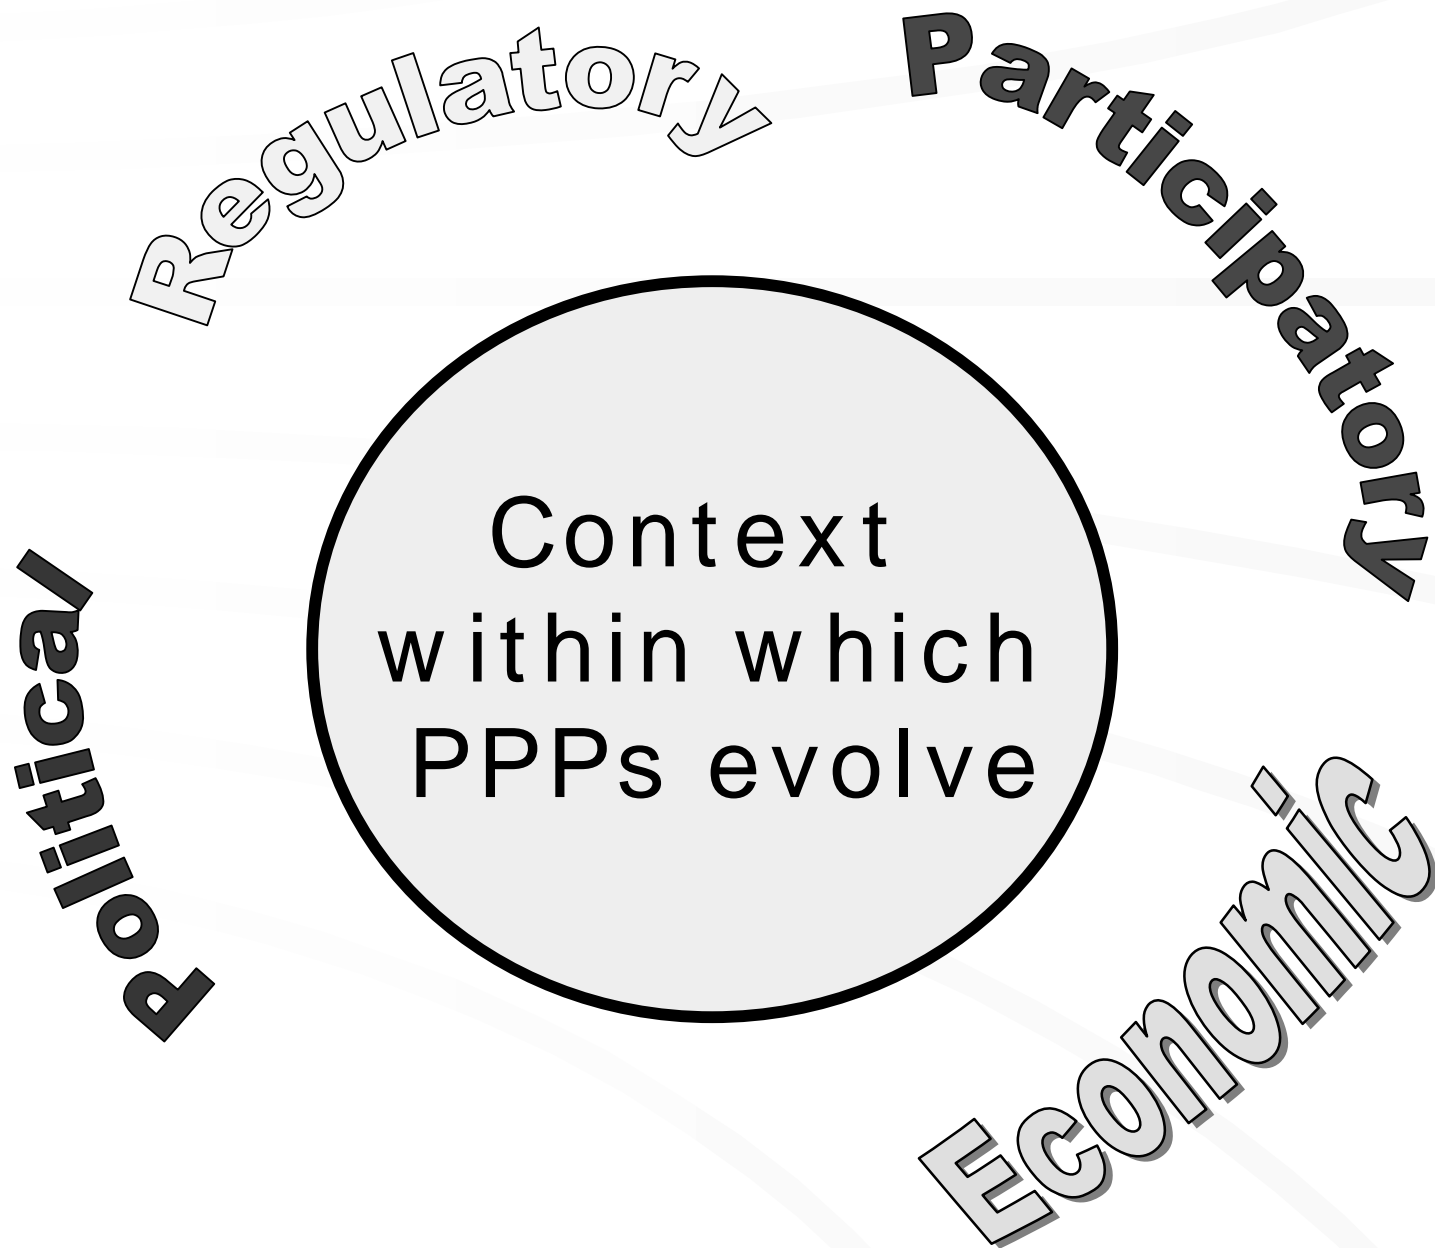 Regulatory
Participatory
Political
Context
within which
PPPs evolve
Economic